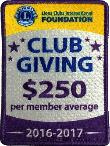 Lions Clubs International
FOUNDATION
CLUB
GIVING
$250
per member average
2016-2017